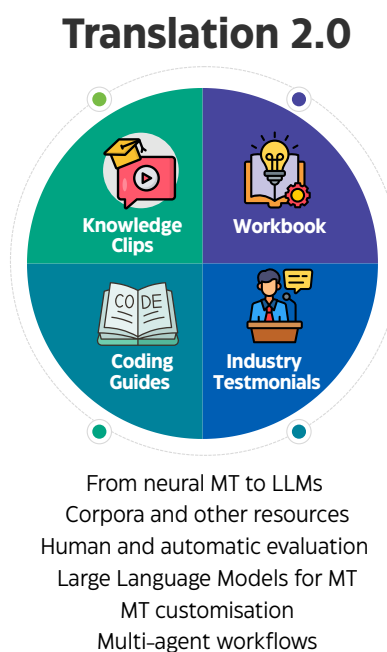 Translation 2.0
Knowledge
Clips
Workbook
CODE
Coding
Guides
Industry
Testmonials
From neural MT to LLMs
Corpora and other resources
Human and automatic evaluation
Large Language Models for MT
MT customisation
Multi-agent workflows